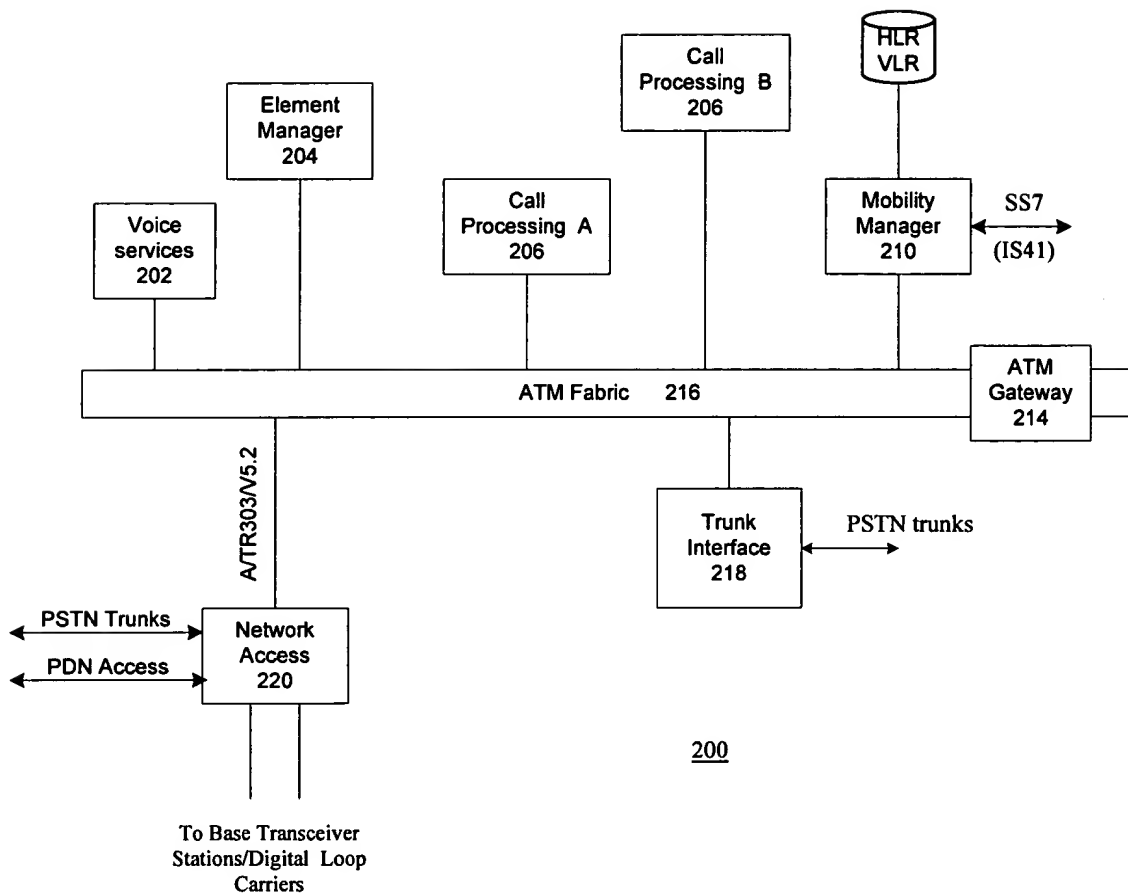 HLR
VLR
Call
Processing B
206
Element
Manager
204
Call
Processing A
206
Mobility
Manager
210
SS7
(IS41)
Voice
services
202
ATM Fabric 216
ATM
Gateway
214
A/TR303/V5.2
Trunk
Interface
218
PSTN trunks
PSTN Trunks
PDN Access
Network
Access
220
200
To Base Transceiver
Stations/Digital Loop
Carriers